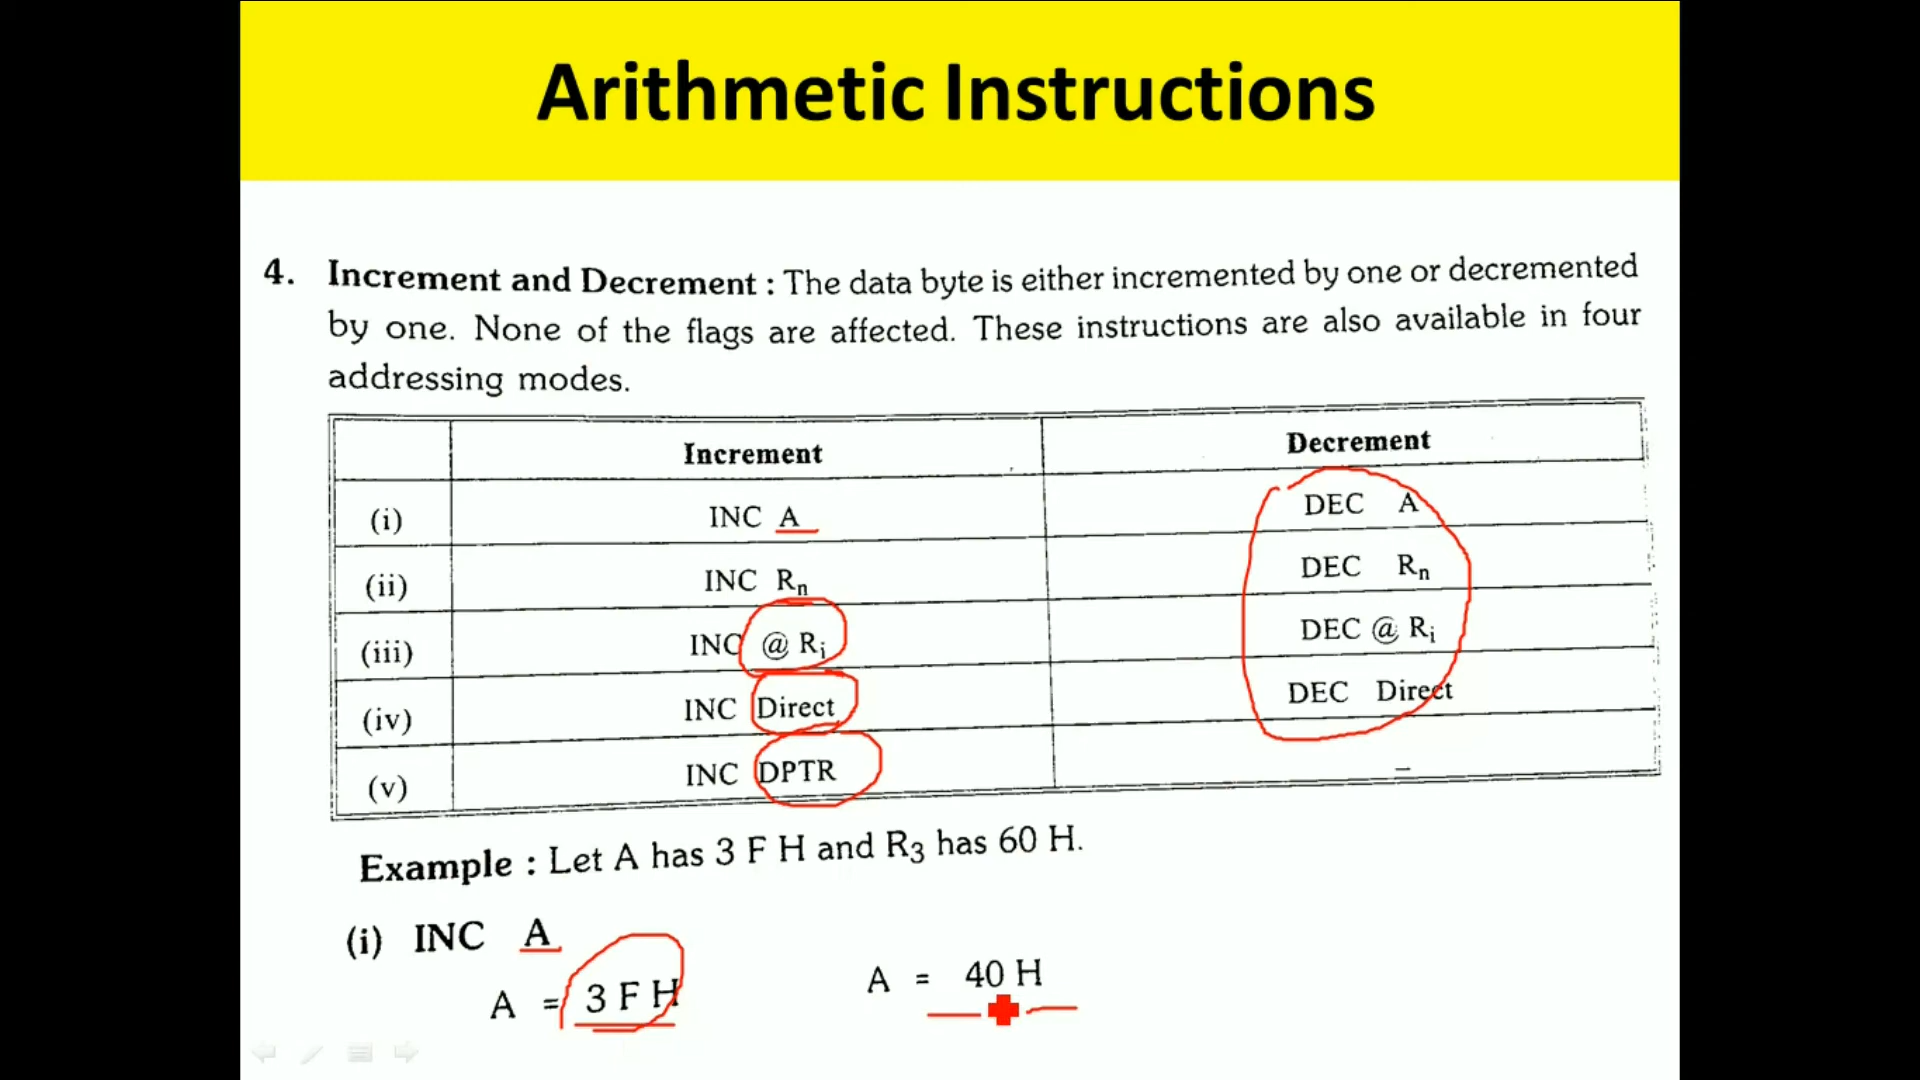 Arithmetic Instructions
4. Increment and Decrement : The data byte is either incremented by one or decremented
by one. None of the flags are affected. These instructions are also available in four
addressing modes.
Increment Decrement
(i) INC A DEC A
(ii) INC Rn DEC Rn
(iii) INC @ Ri DEC @ Ri
(iv) INC Direct DEC Direct
(v) INC DPTR –
Example : Let A has 3 F H and R3 has 60 H.
(i) INC A
A = 3 F H A = 40 H